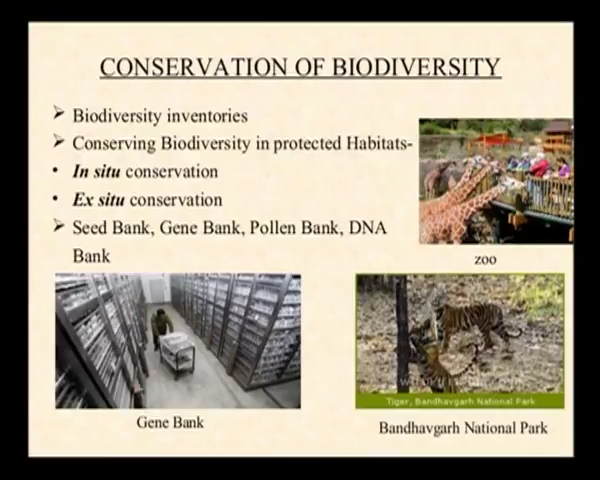 CONSERVATION OF BIODIVERSITY
➢ Biodiversity inventories
➢ Conserving Biodiversity in protected Habitats-
• In situ conservation
• Ex situ conservation
➢ Seed Bank, Gene Bank, Pollen Bank, DNA
Bank
zoo
Tiger, Bandhavgarh National Park
Gene Bank
Bandhavgarh National Park